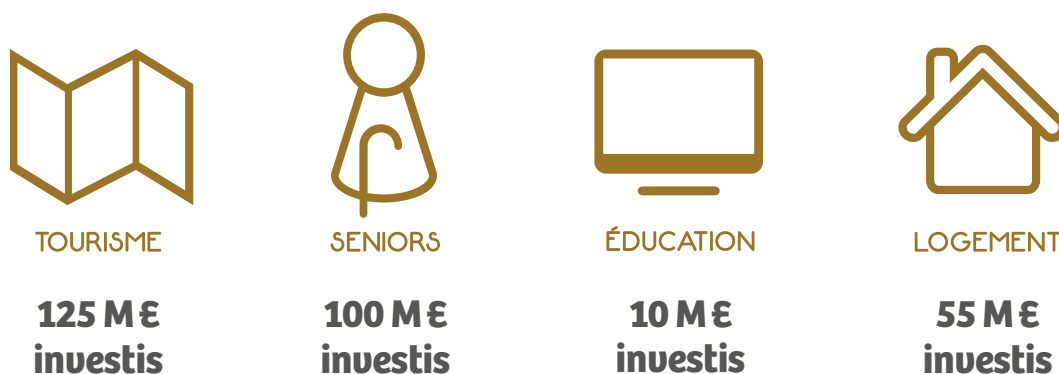 TOURISME
125 M €
investis
SENIORS
100 M €
investis
ÉDUCATION
10 M €
investis
LOGEMENT
55 M €
investis